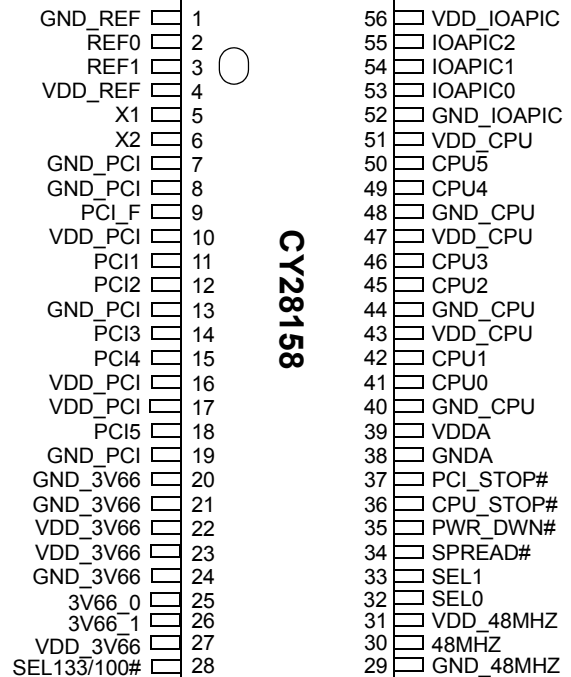 GND_REF 1 56 VDD_IOAPIC
REF0 2 55 IOAPIC2
REF1 3 54 IOAPIC1
VDD_REF 4 53 IOAPIC0
X1 5 52 GND_IOAPIC
X2 6 51 VDD_CPU
GND_PCI 7 50 CPU5
GND_PCI 8 49 CPU4
PCI_F 9 48 GND_CPU
VDD_PCI 10 47 VDD_CPU
PCI1 11 46 CPU3
PCI2 12 45 CPU2
GND_PCI 13 44 GND_CPU
PCI3 14 43 VDD_CPU
PCI4 15 42 CPU1
VDD_PCI 16 41 CPU0
VDD_PCI 17 40 GND_CPU
PCI5 18 39 VDDA
GND_PCI 19 38 GNDA
GND_3V66 20 37 PCI_STOP#
GND_3V66 21 36 CPU_STOP#
VDD_3V66 22 35 PWR_DWN#
VDD_3V66 23 34 SPREAD#
GND_3V66 24 33 SEL1
3V66_0 25 32 SEL0
3V66_1 26 31 VDD_48MHZ
VDD_3V66 27 30 48MHZ
SEL133/100# 28 29 GND_48MHZ
CY28158